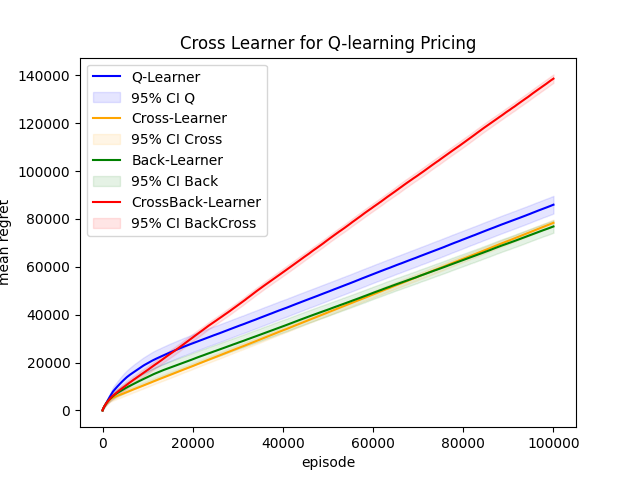 Cross Learner for Q-learning Pricing
140000
120000
100000
80000
60000
40000
20000
0
mean regret
Q-Learner
95% CI Q
Cross-Learner
95% CI Cross
Back-Learner
95% CI Back
CrossBack-Learner
95% CI BackCross
0 20000 40000 60000 80000 100000
episode